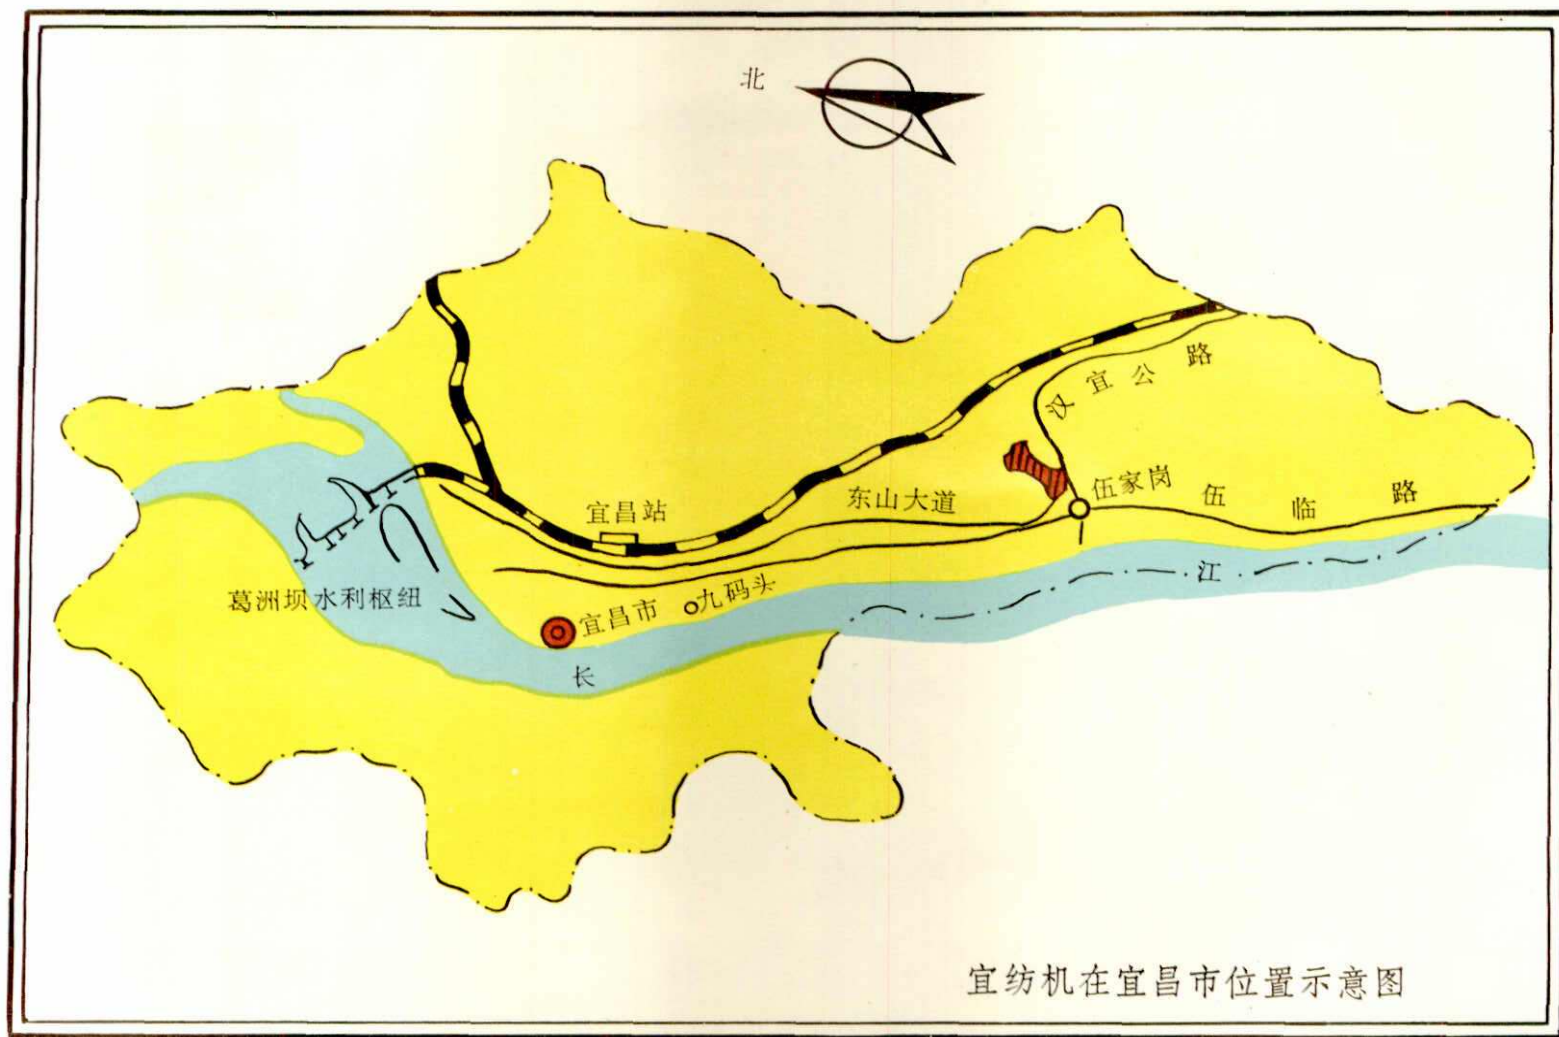 北
汉宜公路
伍家岗
伍临路
东山大道
宜昌站
葛洲坝水利枢纽
宜昌市
九码头
长江
宜纺机在宜昌市位置示意图